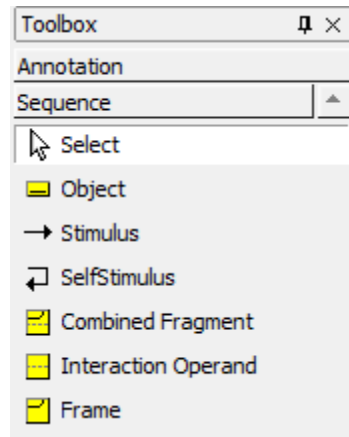 Toolbox
Annotation
Sequence
Select
Object
Stimulus
SelfStimulus
Combined Fragment
Interaction Operand
Frame